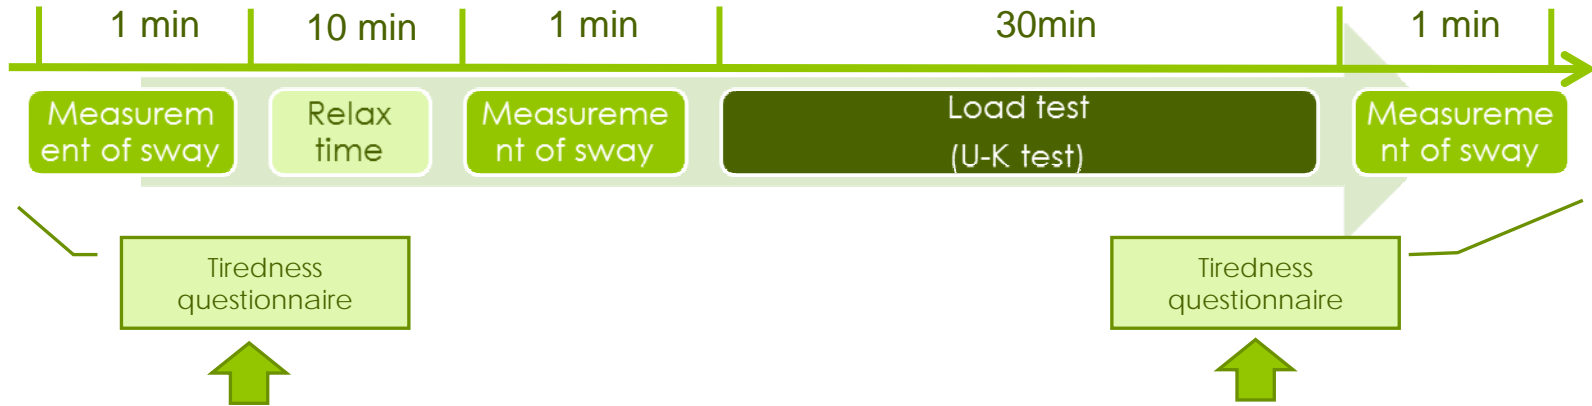 1 min
10 min
1 min
30min
1 min
Measurem
ent of sway
Relax
time
Measureme
nt of sway
Load test
(U-K test)
Measureme
nt of sway
Tiredness
questionnaire
Tiredness
questionnaire